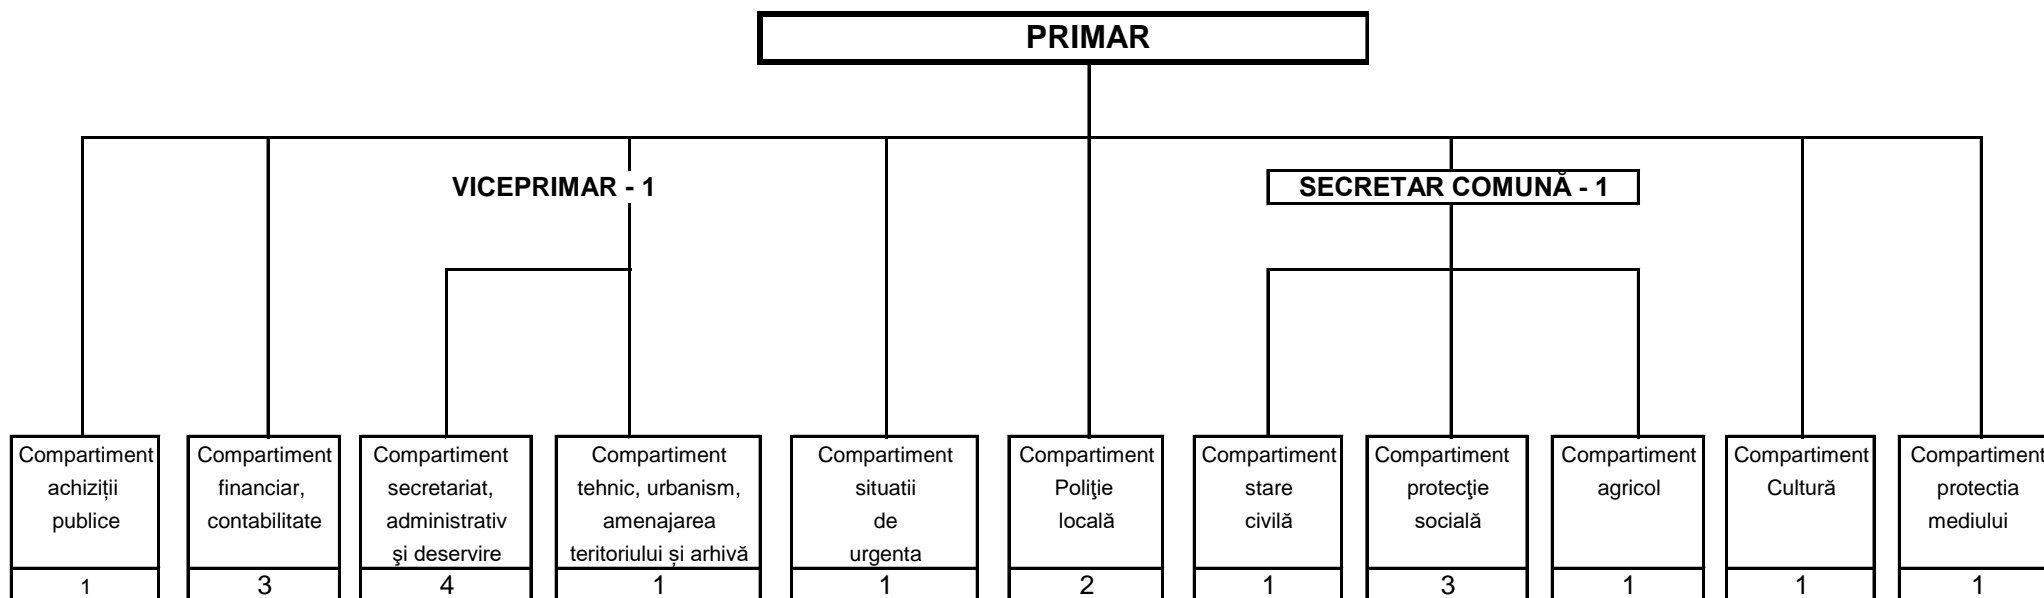 PRIMAR
VICEPRIMAR - 1
SECRETAR COMUNĂ - 1
Compartiment
achiziții
publice
1
Compartiment
financiar,
contabilitate
3
Compartiment
secretariat,
administrativ
şi deservire
4
Compartiment
tehnic, urbanism,
amenajarea
teritoriului și arhivă
1
Compartiment
situatii
de
urgenta
1
Compartiment
Poliţie
locală
2
Compartiment
stare
civilă
1
Compartiment
protecţie
socială
3
Compartiment
agricol
1
Compartiment
Cultură
1
Compartiment
protectia
mediului
1